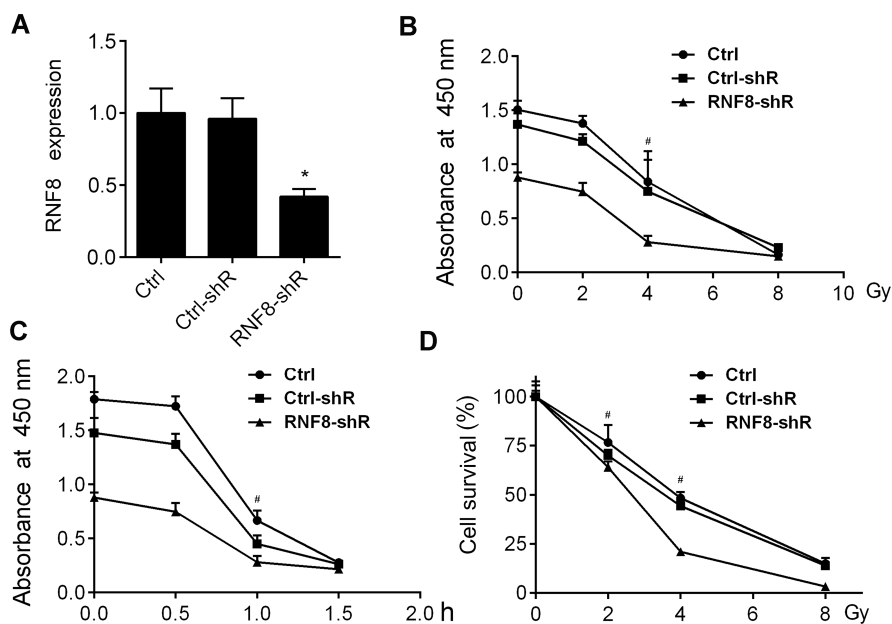 A
RNF8 expression
1.5
1.0
0.5
0.0
*
Ctrl
Ctrl-shR
RNF8-shR
B
Absorbance at 450 nm
2.0
1.5
1.0
0.5
0.0
Ctrl
Ctrl-shR
RNF8-shR
#
0 2 4 6 8 10 Gy
C
Absorbance at 450 nm
2.0
1.5
1.0
0.5
0.0
Ctrl
Ctrl-shR
RNF8-shR
#
0.0 0.5 1.0 1.5 2.0 h
D
Cell survival (%)
100
75
50
25
0
Ctrl
Ctrl-shR
RNF8-shR
#
#
0 2 4 6 8 Gy